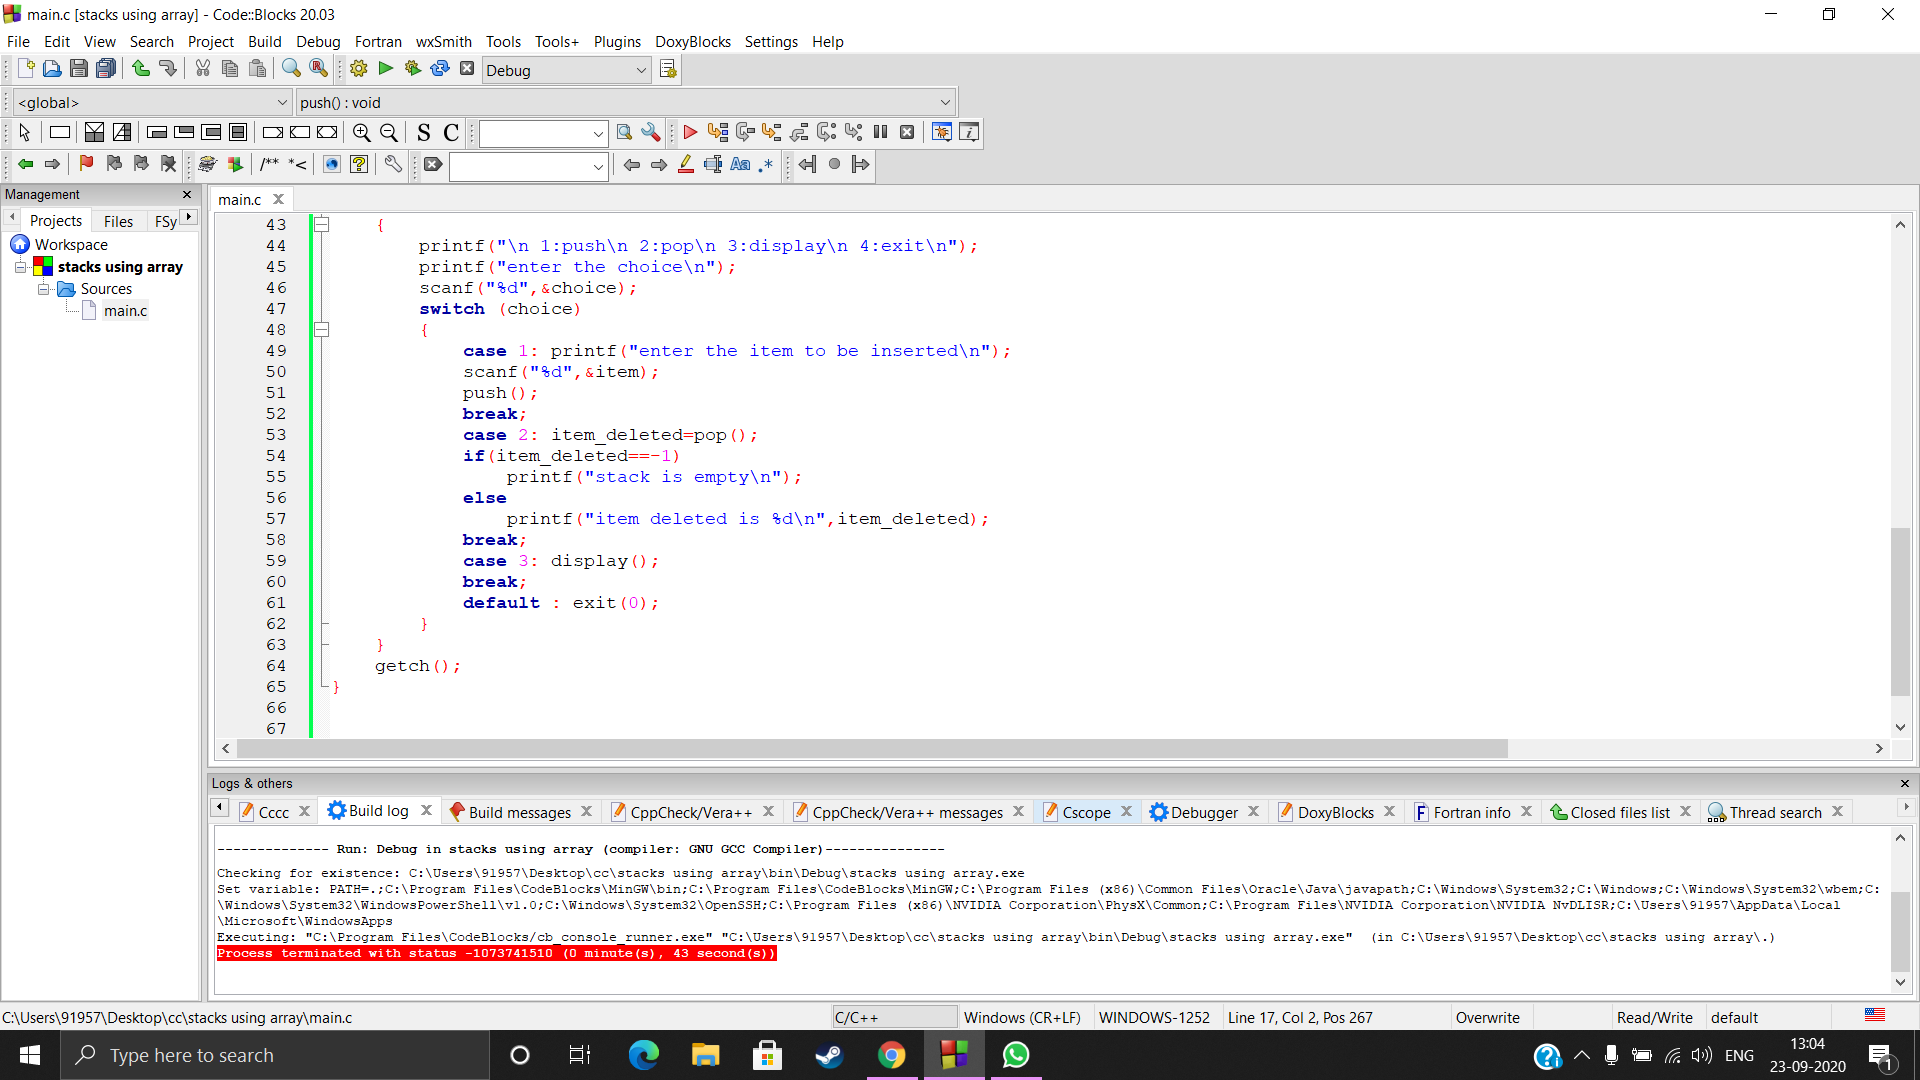 main.c [stacks using array] - Code::Blocks 20.03
File Edit View Search Project Build Debug Fortran wxSmith Tools Tools+ Plugins DoxyBlocks Settings Help
Debug
<global> push() : void
S C
/** *<
Aa .*
Management
Projects Files FSy
Workspace
stacks using array
Sources
main.c
main.c
43 {
44 printf("\n 1:push\n 2:pop\n 3:display\n 4:exit\n");
45 printf("enter the choice\n");
46 scanf("%d",&choice);
47 switch (choice)
48 {
49 case 1: printf("enter the item to be inserted\n");
50 scanf("%d",&item);
51 push();
52 break;
53 case 2: item_deleted=pop();
54 if(item_deleted==-1)
55 printf("stack is empty\n");
56 else
57 printf("item deleted is %d\n",item_deleted);
58 break;
59 case 3: display();
60 break;
61 default : exit(0);
62 }
63 }
64 getch();
65 }
66
67
Logs & others
Cccc Build log Build messages CppCheck/Vera++ CppCheck/Vera++ messages Cscope Debugger DoxyBlocks Fortran info Closed files list Thread search
-------------- Run: Debug in stacks using array (compiler: GNU GCC Compiler)---------------
Checking for existence: C:\Users\91957\Desktop\cc\stacks using array\bin\Debug\stacks using array.exe
Set variable: PATH=.;C:\Program Files\CodeBlocks\MinGW\bin;C:\Program Files\CodeBlocks\MinGW;C:\Program Files (x86)\Common Files\Oracle\Java\javapath;C:\Windows\System32;C:\Windows;C:\Windows\System32\wbem;C:
\Windows\System32\WindowsPowerShell\v1.0;C:\Windows\System32\OpenSSH;C:\Program Files (x86)\NVIDIA Corporation\PhysX\Common;C:\Program Files\NVIDIA Corporation\NVIDIA NvDLISR;C:\Users\91957\AppData\Local
\Microsoft\WindowsApps
Executing: "C:\Program Files\CodeBlocks/cb_console_runner.exe" "C:\Users\91957\Desktop\cc\stacks using array\bin\Debug\stacks using array.exe" (in C:\Users\91957\Desktop\cc\stacks using array\.)
Process terminated with status -1073741510 (0 minute(s), 43 second(s))
C:\Users\91957\Desktop\cc\stacks using array\main.c C/C++ Windows (CR+LF) WINDOWS-1252 Line 17, Col 2, Pos 267 Overwrite Read/Write default
Type here to search
ENG
13:04
23-09-2020
1